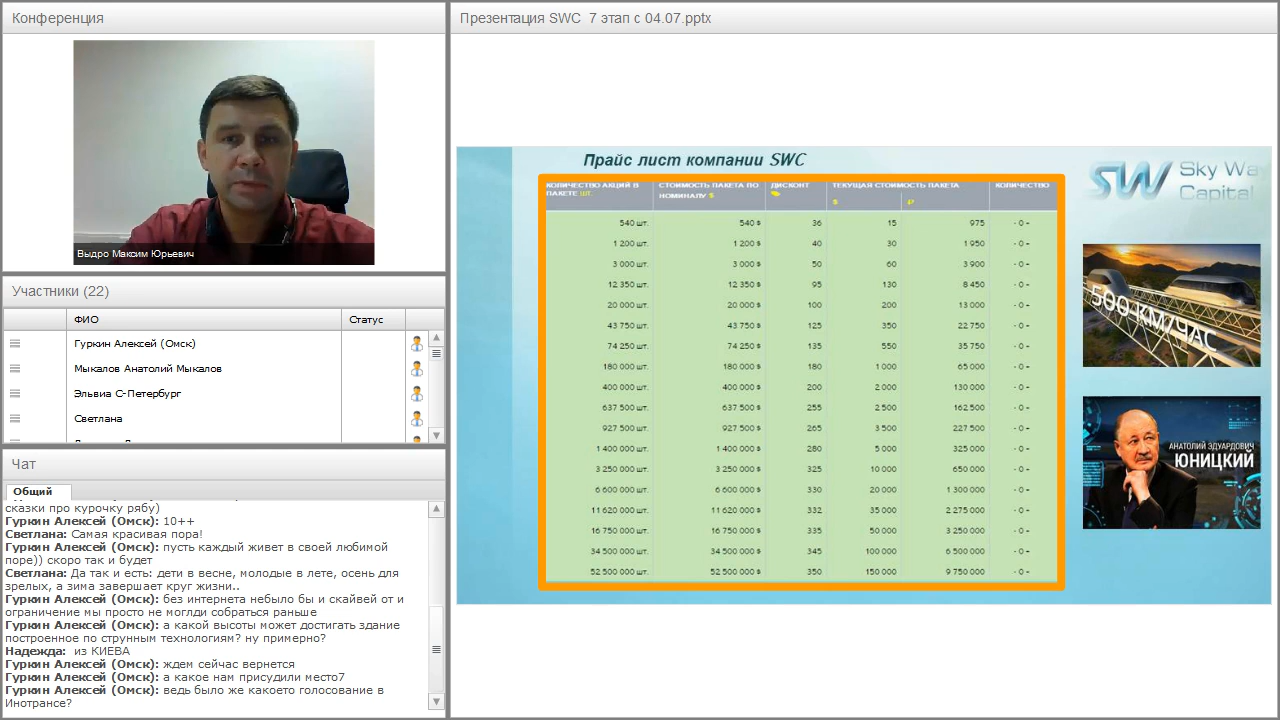 Конференция
Выдро Максим Юрьевич
Участники (22)
ФИО Статус
Гуркин Алексей (Омск)
Мыкалов Анатолий Мыкалов
Эльвиа С-Петербург
Светлана
Чат
Общий
сказки про курочку рябу)
Гуркин Алексей (Омск): 10++
Светлана: Самая красивая пора!
Гуркин Алексей (Омск): пусть каждый живет в своей любимой
поре)) скоро так и будет
Светлана: Да так и есть: дети в весне, молодые в лете, осень для
зрелых, а зима завершает круг жизни..
Гуркин Алексей (Омск): без интернета небыло бы и скайвей от и
ограничение мы просто не моглди собраться раньше
Гуркин Алексей (Омск): а какой высоты может достигать здание
построенное по струнным технологиям? ну примерно?
Надежда: из КИЕВА
Гуркин Алексей (Омск): ждем сейчас вернется
Гуркин Алексей (Омск): а какое нам присудили место7
Гуркин Алексей (Омск): ведь было же какоето голосование в
Инотрансе?
Презентация SWC 7 этап с 04.07.pptx
Прайс лист компании SWC
КОЛИЧЕСТВО АКЦИЙ В ПАКЕТЕ ШТ. СТОИМОСТЬ ПАКЕТА ПО НОМИНАЛУ $ ДИСКОНТ ТЕКУЩАЯ СТОИМОСТЬ ПАКЕТА $ ₽ КОЛИЧЕСТВО
540 шт. 540 $ 36 15 975 - 0 +
1 200 шт. 1 200 $ 40 30 1 950 - 0 +
3 000 шт. 3 000 $ 50 60 3 900 - 0 +
12 350 шт. 12 350 $ 95 130 8 450 - 0 +
20 000 шт. 20 000 $ 100 200 13 000 - 0 +
43 750 шт. 43 750 $ 125 350 22 750 - 0 +
74 250 шт. 74 250 $ 135 550 35 750 - 0 +
180 000 шт. 180 000 $ 180 1 000 65 000 - 0 +
400 000 шт. 400 000 $ 200 2 000 130 000 - 0 +
637 500 шт. 637 500 $ 255 2 500 162 500 - 0 +
927 500 шт. 927 500 $ 265 3 500 227 500 - 0 +
1 400 000 шт. 1 400 000 $ 280 5 000 325 000 - 0 +
3 250 000 шт. 3 250 000 $ 325 10 000 650 000 - 0 +
6 600 000 шт. 6 600 000 $ 330 20 000 1 300 000 - 0 +
11 620 000 шт. 11 620 000 $ 332 35 000 2 275 000 - 0 +
16 750 000 шт. 16 750 000 $ 335 50 000 3 250 000 - 0 +
34 500 000 шт. 34 500 000 $ 345 100 000 6 500 000 - 0 +
52 500 000 шт. 52 500 000 $ 350 150 000 9 750 000 - 0 +
SW Sky Wa
Capital
500 КМ/ЧАС
АНАТОЛИЙ ЭДУАРДОВИЧ
ЮНИЦКИЙ